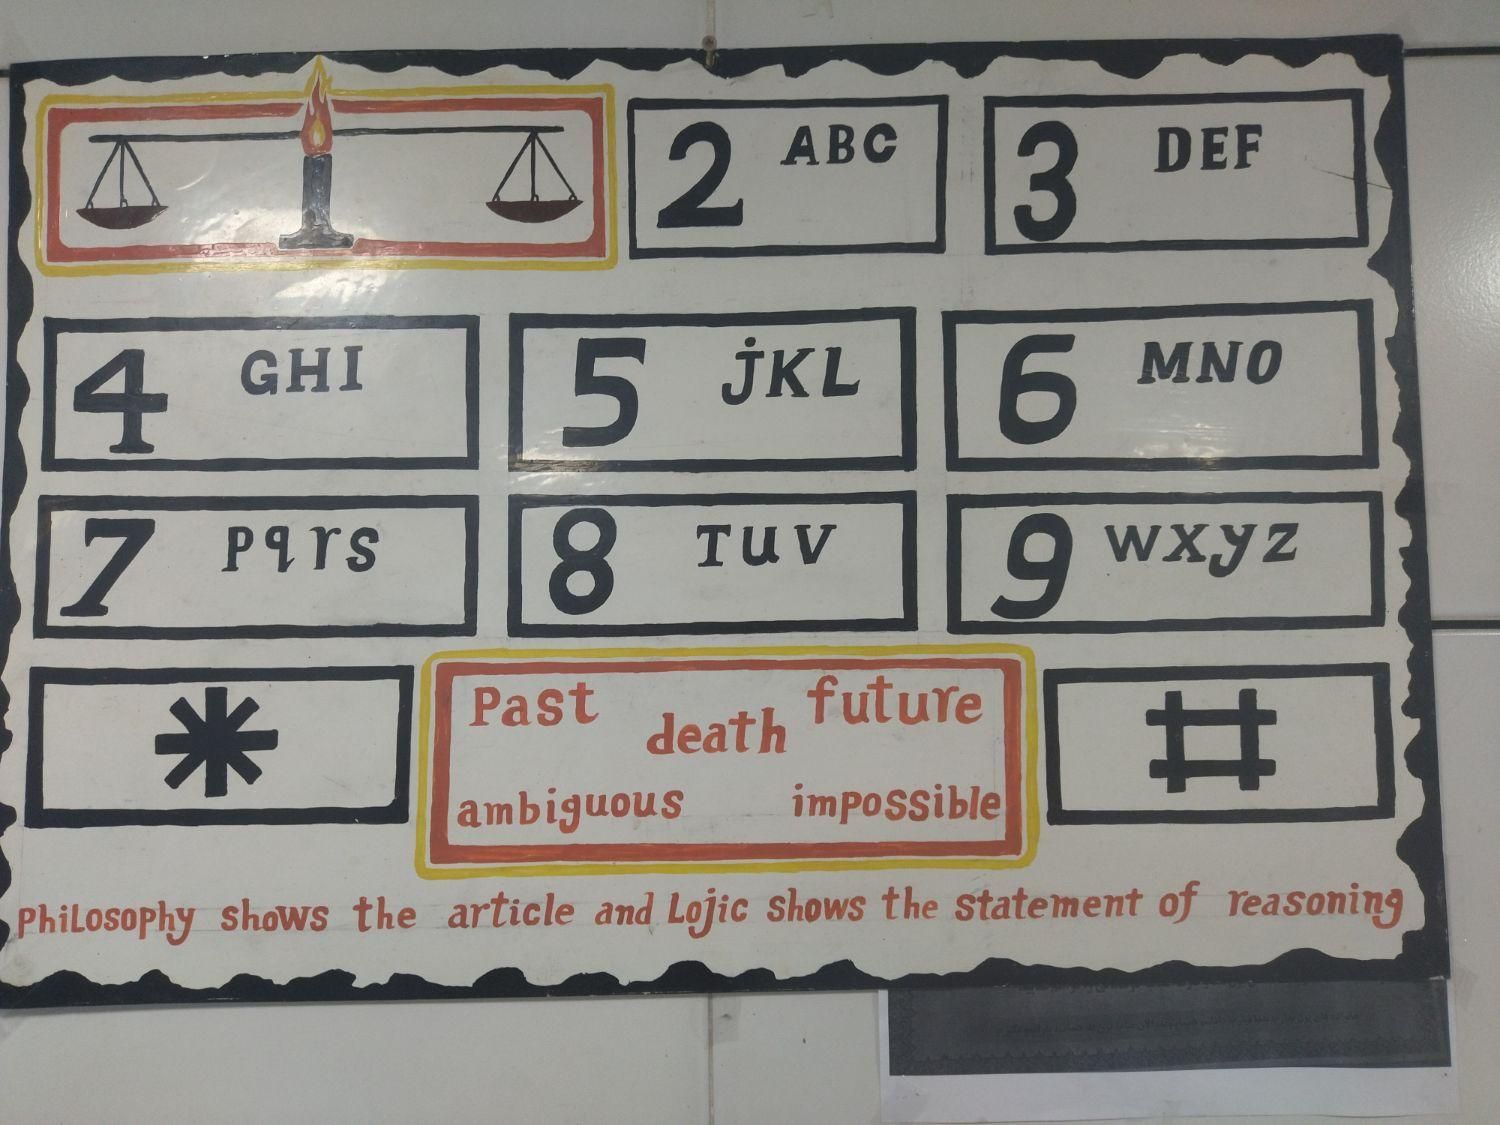 2 ABC
3 DEF
4 GHI
5 jKL
6 MNO
7 Pqrs
8 TUV
9 wxyz
*
Past death future
ambiguous impossible
#
PhiLosophy shows the article and Lojic shows the statement of reasoning